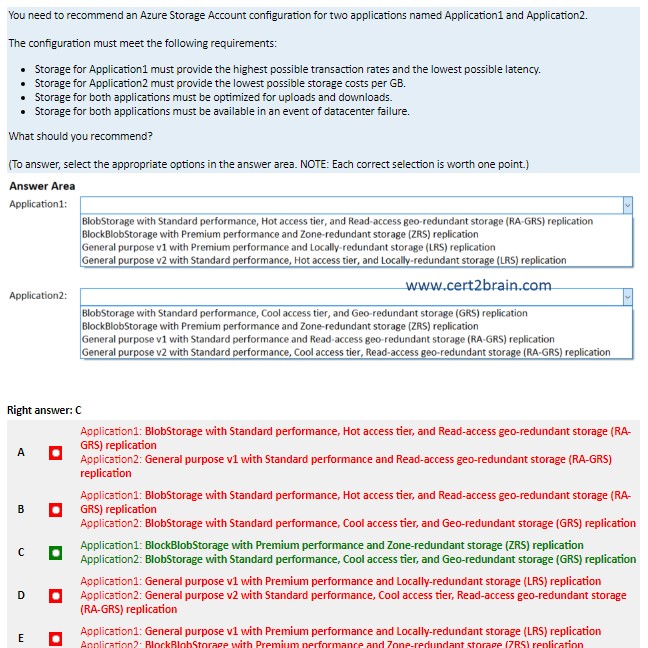 You need to recommend an Azure Storage Account configuration for two applications named Application1 and Application2.
The configuration must meet the following requirements:
• Storage for Application1 must provide the highest possible transaction rates and the lowest possible latency.
• Storage for Application2 must provide the lowest possible storage costs per GB.
• Storage for both applications must be optimized for uploads and downloads.
• Storage for both applications must be available in an event of datacenter failure.
What should you recommend?
(To answer, select the appropriate options in the answer area. NOTE: Each correct selection is worth one point.)
Answer Area
Application1:
BlobStorage with Standard performance, Hot access tier, and Read-access geo-redundant storage (RA-GRS) replication
BlockBlobStorage with Premium performance and Zone-redundant storage (ZRS) replication
General purpose v1 with Premium performance and Locally-redundant storage (LRS) replication
General purpose v2 with Standard performance, Hot access tier, and Locally-redundant storage (LRS) replication
www.cert2brain.com
Application2:
BlobStorage with Standard performance, Cool access tier, and Geo-redundant storage (GRS) replication
BlockBlobStorage with Premium performance and Zone-redundant storage (ZRS) replication
General purpose v1 with Standard performance and Read-access geo-redundant storage (RA-GRS) replication
General purpose v2 with Standard performance, Cool access tier, Read-access geo-redundant storage (RA-GRS) replication
Right answer: C
A
Application1: BlobStorage with Standard performance, Hot access tier, and Read-access geo-redundant storage (RA-
GRS) replication
Application2: General purpose v1 with Standard performance and Read-access geo-redundant storage (RA-GRS)
replication
B
Application1: BlobStorage with Standard performance, Hot access tier, and Read-access geo-redundant storage (RA-
GRS) replication
Application2: BlobStorage with Standard performance, Cool access tier, and Geo-redundant storage (GRS) replication
C
Application1: BlockBlobStorage with Premium performance and Zone-redundant storage (ZRS) replication
Application2: BlobStorage with Standard performance, Cool access tier, and Geo-redundant storage (GRS) replication
D
Application1: General purpose v1 with Premium performance and Locally-redundant storage (LRS) replication
Application2: General purpose v2 with Standard performance, Cool access tier, Read-access geo-redundant storage
(RA-GRS) replication
E
Application1: General purpose v1 with Premium performance and Locally-redundant storage (LRS) replication
Application2: BlockBlobStorage with Premium performance and Zone-redundant storage (ZRS) replication